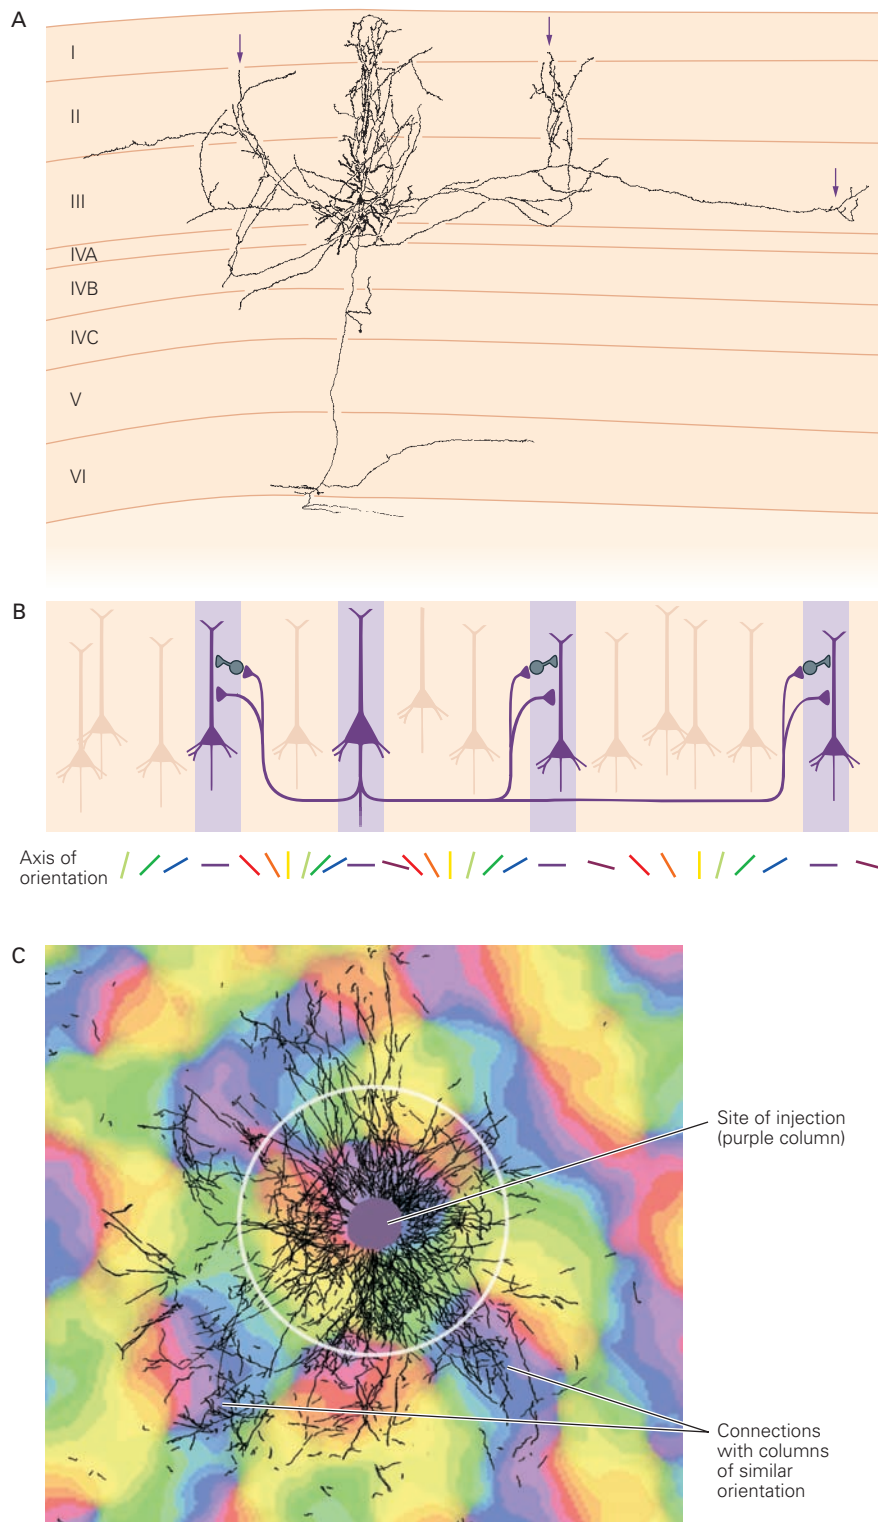 A
I
II
III
IVA
IVB
IVC
V
VI
B
Axis of
orientation
C
Site of injection
(purple column)
Connections
with columns
of similar
orientation